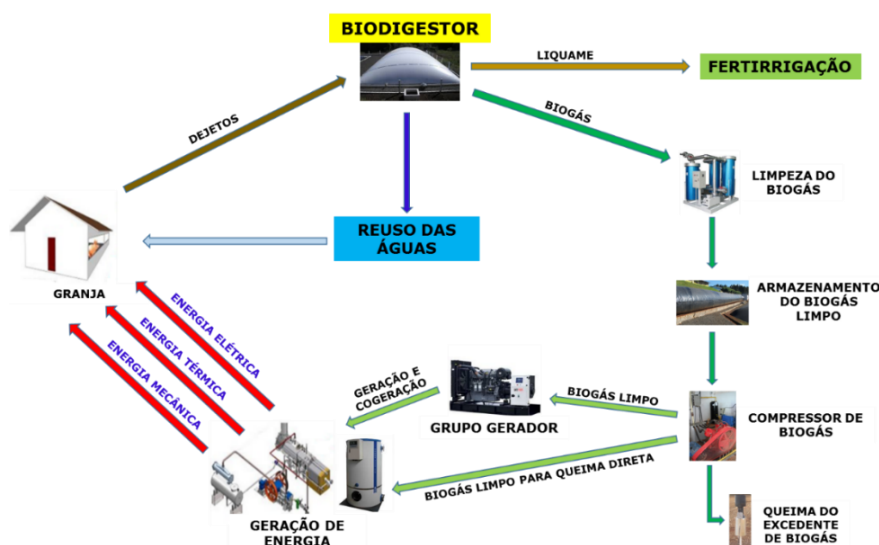 BIODIGESTOR
LIQUAME
FERTIRRIGAÇÃO
BIOGÁS
DEJETOS
LIMPEZA DO
BIOGÁS
REUSO DAS
ÁGUAS
GRANJA
ARMAZENAMENTO
DO BIOGÁS
LIMPO
ENERGIA ELÉTRICA
ENERGIA TÉRMICA
ENERGIA MECÂNICA
GERAÇÃO E
COGERAÇÃO
GRUPO GERADOR
BIOGÁS LIMPO
COMPRESSOR DE
BIOGÁS
BIOGÁS LIMPO PARA QUEIMA DIRETA
GERAÇÃO DE
ENERGIA
QUEIMA DO
EXCEDENTE
DE BIOGÁS